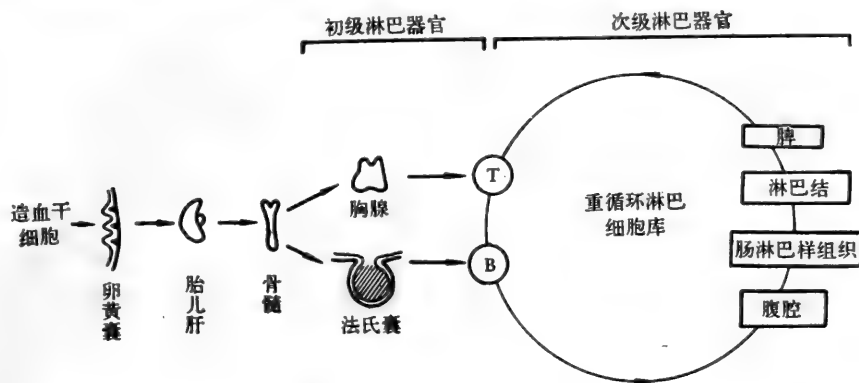 初级淋巴器官
次级淋巴器官
造血干
细胞
卵黄囊
胎儿肝
骨髓
胸腺
法氏囊
T
B
重循环淋巴
细胞库
脾
淋巴结
肠淋巴样组织
腹腔